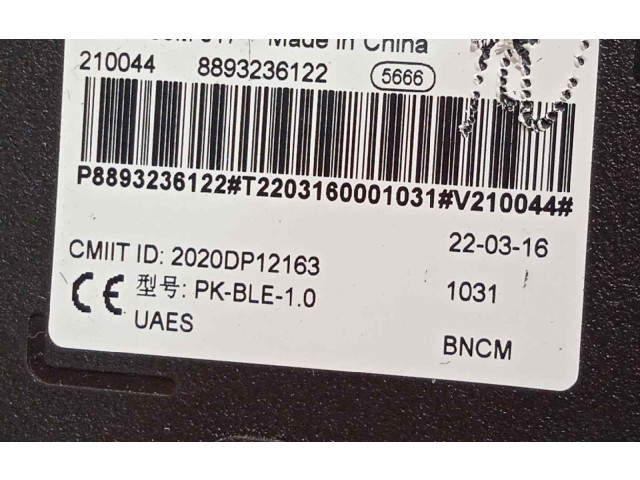 Made in China
210044 8893236122 5666
P8893236122#T2203160001031#V210044#
22-03-16
CMIIT ID: 2020DP12163
CE 型号: PK-BLE-1.0 1031
UAES BNCM